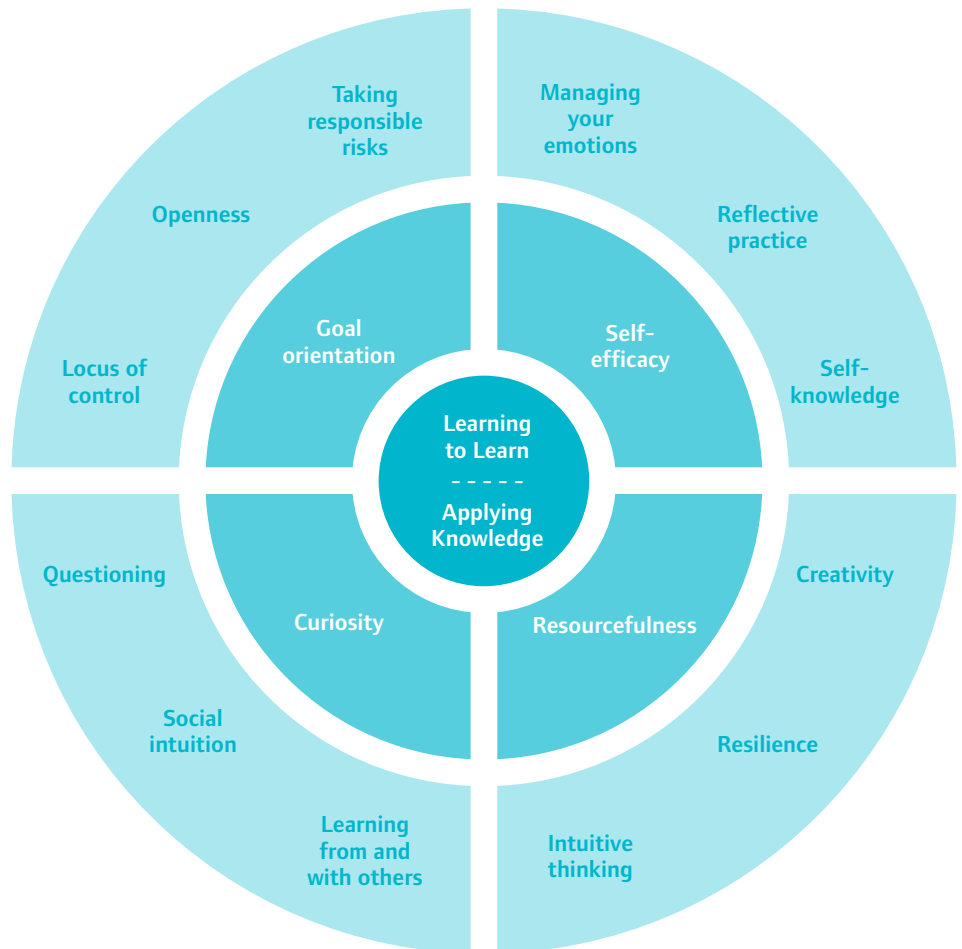 Taking
responsible
risks
Managing
your
emotions
Openness
Reflective
practice
Goal
orientation
Self-
efficacy
Locus of
control
Self-
knowledge
Learning
to Learn
- - - - -
Applying
Knowledge
Questioning
Creativity
Curiosity
Resourcefulness
Social
intuition
Resilience
Learning
from and
with others
Intuitive
thinking